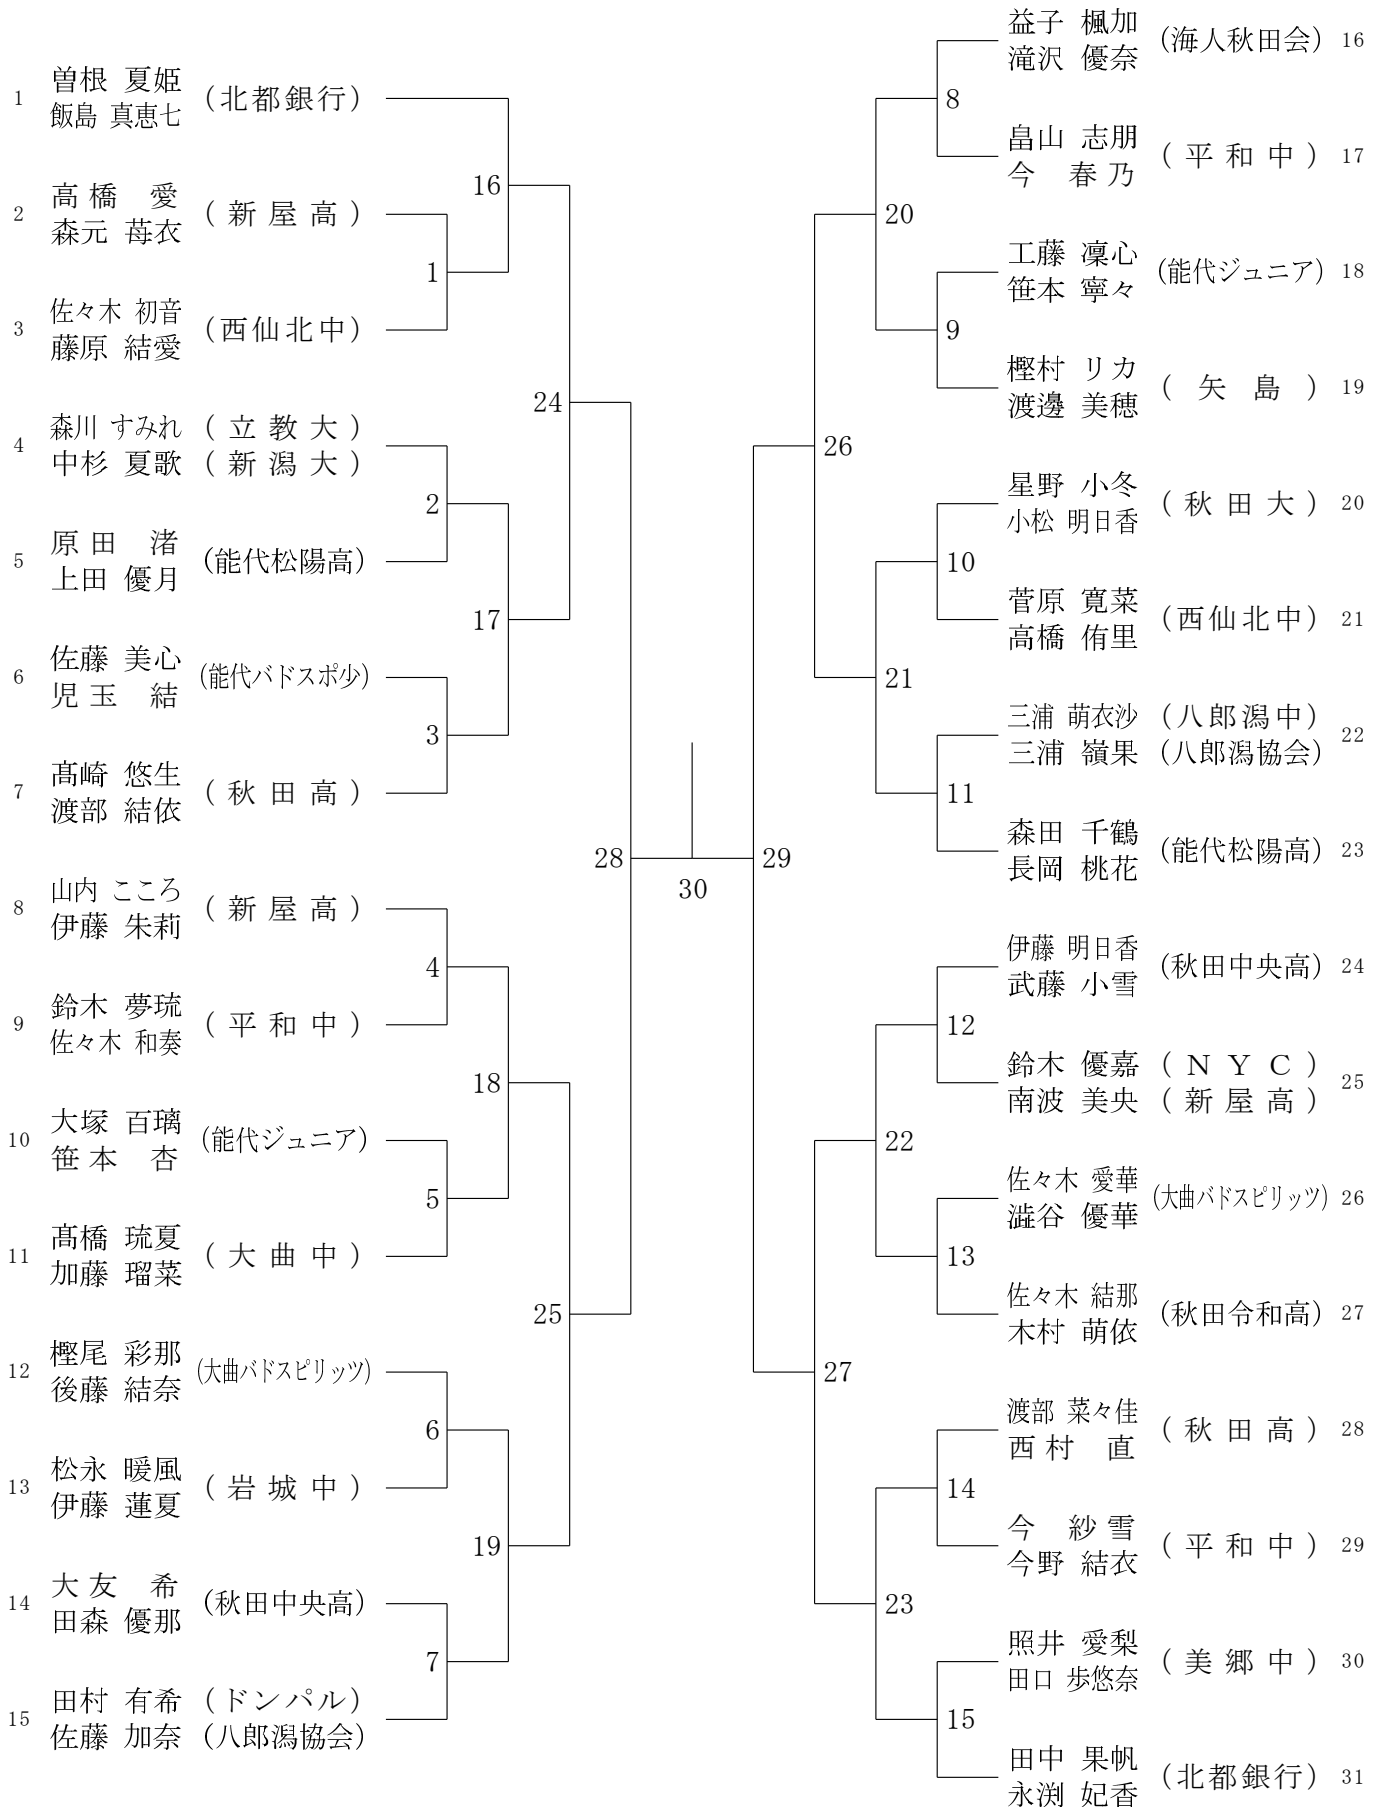 1 曽根 夏姫 (北都銀行)
飯島 真恵七
2 高橋 愛 (新屋高)
森元 苺衣
3 佐々木 初音 (西仙北中)
藤原 結愛
4 森川 すみれ (立教大)
中杉 夏歌 (新潟大)
5 原田 渚 (能代松陽高)
上田 優月
6 佐藤 美心 (能代バドスポ少)
児玉 結
7 髙崎 悠生 (秋田高)
渡部 結依
8 山内 こころ (新屋高)
伊藤 朱莉
9 鈴木 夢琉 (平和中)
佐々木 和奏
10 大塚 百璃 (能代ジュニア)
笹本 杏
11 髙橋 琉夏 (大曲中)
加藤 瑠菜
12 樫尾 彩那 (大曲バドスピリッツ)
後藤 結奈
13 松永 暖風 (岩城中)
伊藤 蓮夏
14 大友 希 (秋田中央高)
田森 優那
15 田村 有希 (ドンパル)
佐藤 加奈 (八郎潟協会)
1
2
3
4
5
6
7
16
17
18
19
24
25
28
30
29
26
27
20
21
22
23
8
9
10
11
12
13
14
15
益子 楓加 (海人秋田会) 16
滝沢 優奈
畠山 志朋 (平和中) 17
今 春乃
工藤 凜心 (能代ジュニア) 18
笹本 寧々
樫村 リカ (矢島) 19
渡邊 美穂
星野 小冬 (秋田大) 20
小松 明日香
菅原 寛菜 (西仙北中) 21
高橋 侑里
三浦 萌衣沙 (八郎潟中) 22
三浦 嶺果 (八郎潟協会)
森田 千鶴 (能代松陽高) 23
長岡 桃花
伊藤 明日香 (秋田中央高) 24
武藤 小雪
鈴木 優嘉 (NYC) 25
南波 美央 (新屋高)
佐々木 愛華 (大曲バドスピリッツ) 26
澁谷 優華
佐々木 結那 (秋田令和高) 27
木村 萌依
渡部 菜々佳 (秋田高) 28
西村 直
今 紗雪 (平和中) 29
今野 結衣
照井 愛梨 (美郷中) 30
田口 歩悠奈
田中 果帆 (北都銀行) 31
永渕 妃香